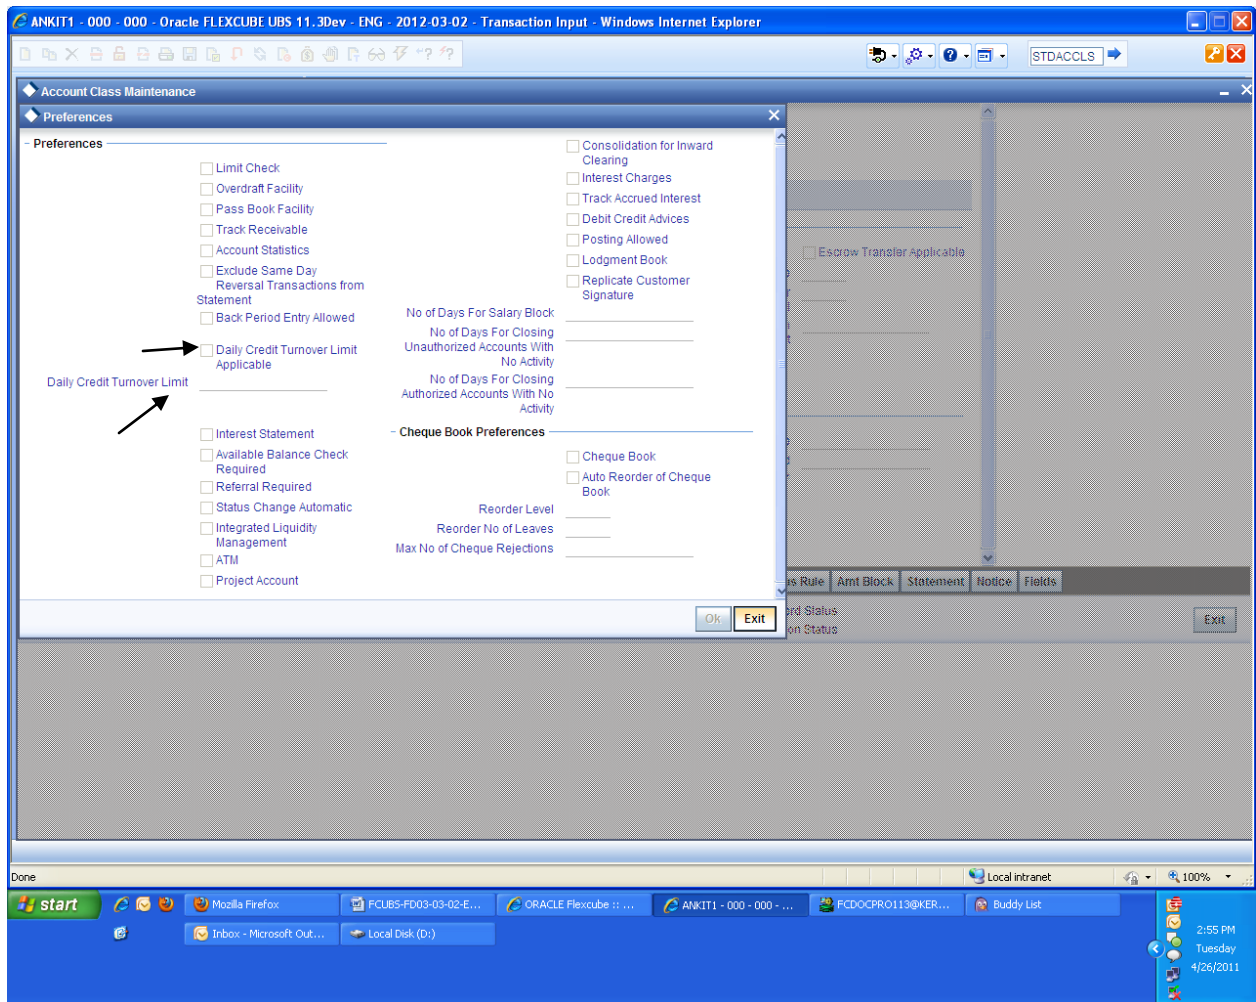 ANKIT1 - 000 - 000 - Oracle FLEXCUBE UBS 11.3Dev - ENG - 2012-03-02 - Transaction Input - Windows Internet Explorer
STDACCLS
Account Class Maintenance
Preferences
Preferences
Limit Check
Overdraft Facility
Pass Book Facility
Track Receivable
Account Statistics
Exclude Same Day
Reversal Transactions from
Statement
Back Period Entry Allowed
Daily Credit Turnover Limit
Applicable
Daily Credit Turnover Limit
Interest Statement
Available Balance Check
Required
Referral Required
Status Change Automatic
Integrated Liquidity
Management
ATM
Project Account
Consolidation for Inward
Clearing
Interest Charges
Track Accrued Interest
Debit Credit Advices
Posting Allowed
Lodgment Book
Replicate Customer
Signature
No of Days For Salary Block
No of Days For Closing
Unauthorized Accounts With
No Activity
No of Days For Closing
Authorized Accounts With No
Activity
Cheque Book Preferences
Cheque Book
Auto Reorder of Cheque
Book
Reorder Level
Reorder No of Leaves
Max No of Cheque Rejections
Ok Exit
Escrow Transfer Applicable
Rule Amt Block Statement Notice Fields
Status
Status
Exit
Done
Local intranet
100%
start
Mozilla Firefox
FCUBS-FD03-03-02-E...
ORACLE Flexcube :: ...
ANKIT1 - 000 - 000 - ...
FCDOCPRO113@KER...
Buddy List
Inbox - Microsoft Out...
Local Disk (D:)
2:55 PM
Tuesday
4/26/2011